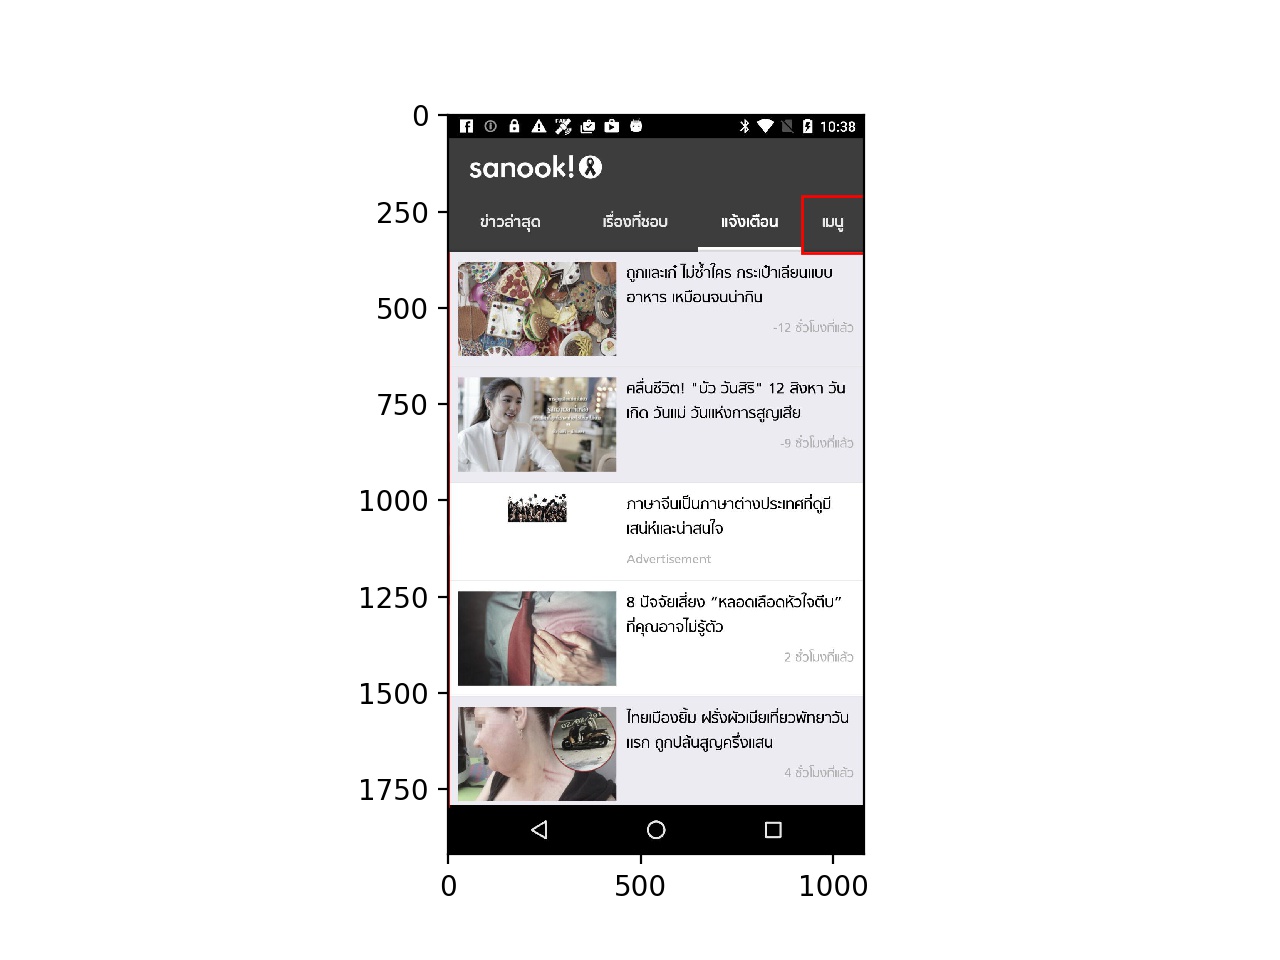 0
250
500
750
1000
1250
1500
1750
10:38
sanook!
ข่าวล่าสุด เรื่องที่ชอบ แจ้งเตือน เมนู
ถูกและเก๋ ไม่ซ้ำใคร กระเป๋าเลียนแบบ
อาหาร เหมือนจนน่ากิน
-12 ชั่วโมงที่แล้ว
คลื่นชีวิต! "บัว วันสิริ" 12 สิงหา วัน
เกิด วันแม่ วันแห่งการสูญเสีย
-9 ชั่วโมงที่แล้ว
ภาษาจีนเป็นภาษาต่างประเทศที่ดูมี
เสน่ห์และน่าสนใจ
Advertisement
8 ปัจจัยเสี่ยง “หลอดเลือดหัวใจตีบ”
ที่คุณอาจไม่รู้ตัว
2 ชั่วโมงที่แล้ว
ไทยเมืองยิ้ม ฝรั่งผัวเมียเที่ยวพัทยาวัน
แรก ถูกปล้นสูญครึ่งแสน
4 ชั่วโมงที่แล้ว
0 500 1000